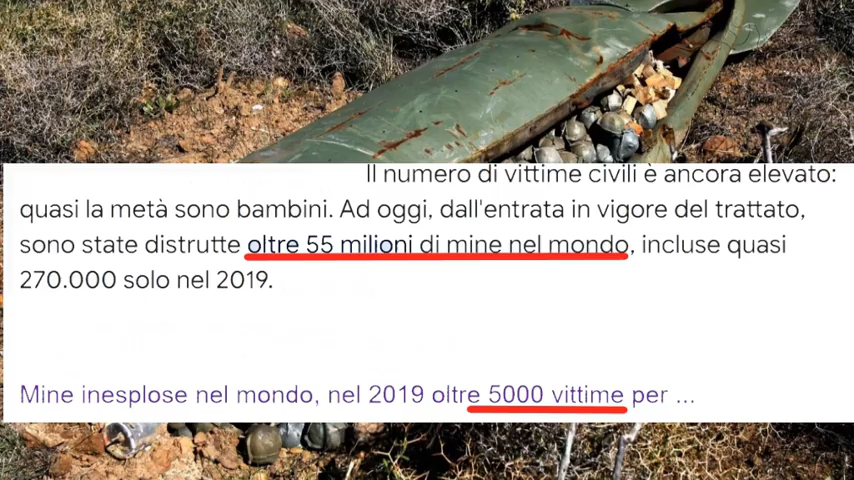 Il numero di vittime civili è ancora elevato:
quasi la metà sono bambini. Ad oggi, dall'entrata in vigore del trattato,
sono state distrutte oltre 55 milioni di mine nel mondo, incluse quasi
270.000 solo nel 2019.
Mine inesplose nel mondo, nel 2019 oltre 5000 vittime per ...